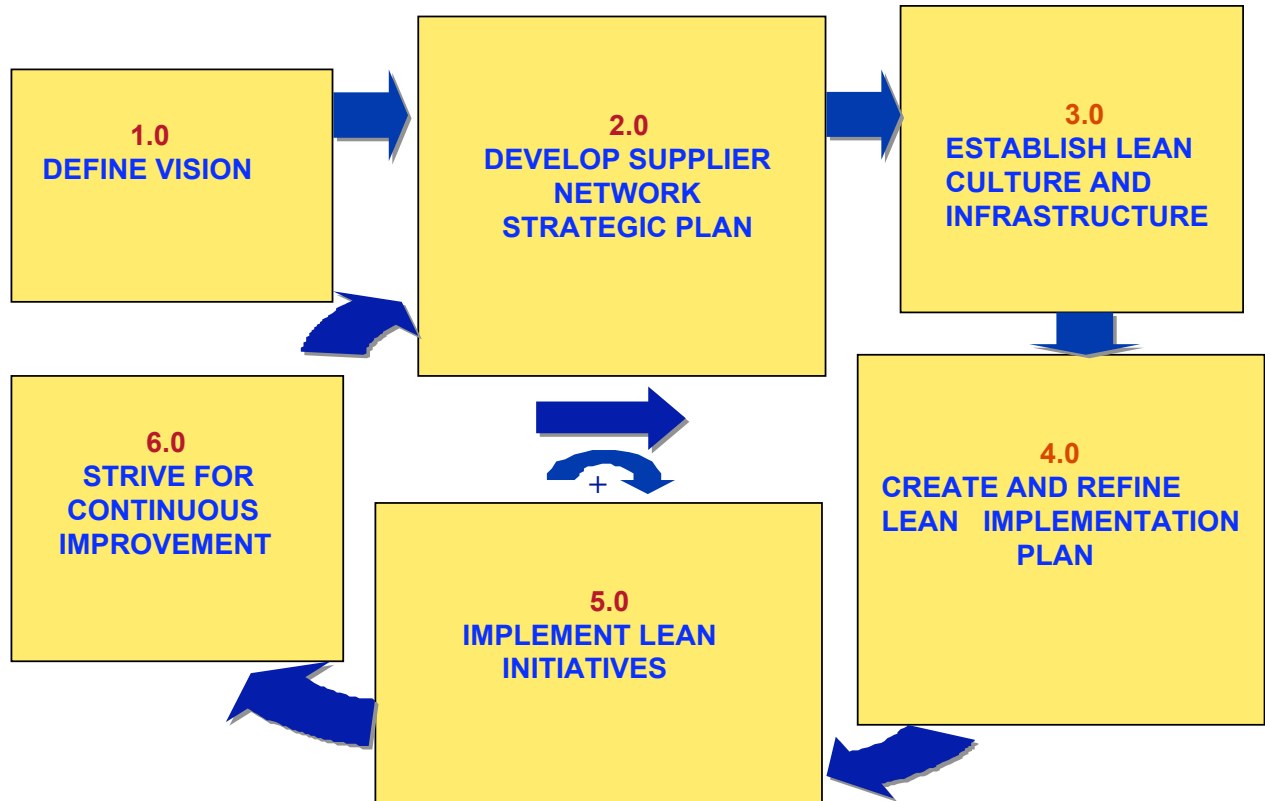 1.0
DEFINE VISION
2.0
DEVELOP SUPPLIER
NETWORK
STRATEGIC PLAN
3.0
ESTABLISH LEAN
CULTURE AND
INFRASTRUCTURE
4.0
CREATE AND REFINE
LEAN IMPLEMENTATION
PLAN
+
5.0
IMPLEMENT LEAN
INITIATIVES
6.0
STRIVE FOR
CONTINUOUS
IMPROVEMENT